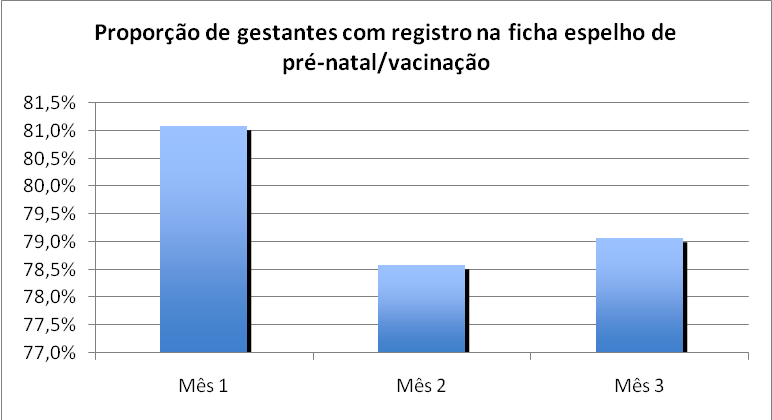 Proporção de gestantes com registro na ficha espelho de
pré-natal/vacinação
81,5%
81,0%
80,5%
80,0%
79,5%
79,0%
78,5%
78,0%
77,5%
77,0%
Mês 1
Mês 2
Mês 3